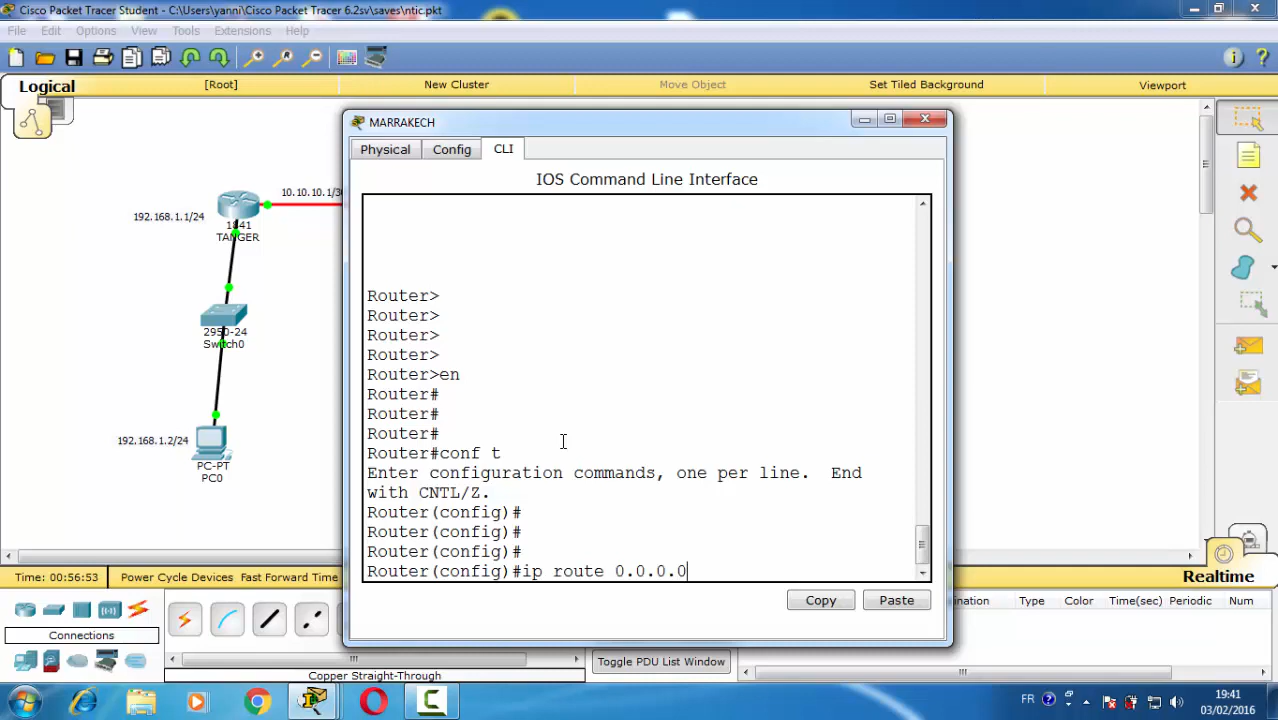 Cisco Packet Tracer Student - C:\Users\yanni\Cisco Packet Tracer 6.2sv\saves\ntic.pkt
File Edit Options View Tools Extensions Help
Logical [Root] New Cluster Move Object Set Tiled Background Viewport
MARRAKECH
Physical Config CLI
IOS Command Line Interface
10.10.10.1/30
192.168.1.1/24
1841
TANGER
2950-24
Switch0
192.168.1.2/24
PC-PT
PC0
Router>
Router>
Router>
Router>
Router>en
Router#
Router#
Router#
Router#conf t
Enter configuration commands, one per line. End
with CNTL/Z.
Router(config)#
Router(config)#
Router(config)#
Router(config)#ip route 0.0.0.0
Copy Paste
Time: 00:56:53 Power Cycle Devices Fast Forward Time
Realtime
Connections
Copper Straight-Through
Toggle PDU List Window
Type Color Time(sec) Periodic Num
FR
19:41
03/02/2016